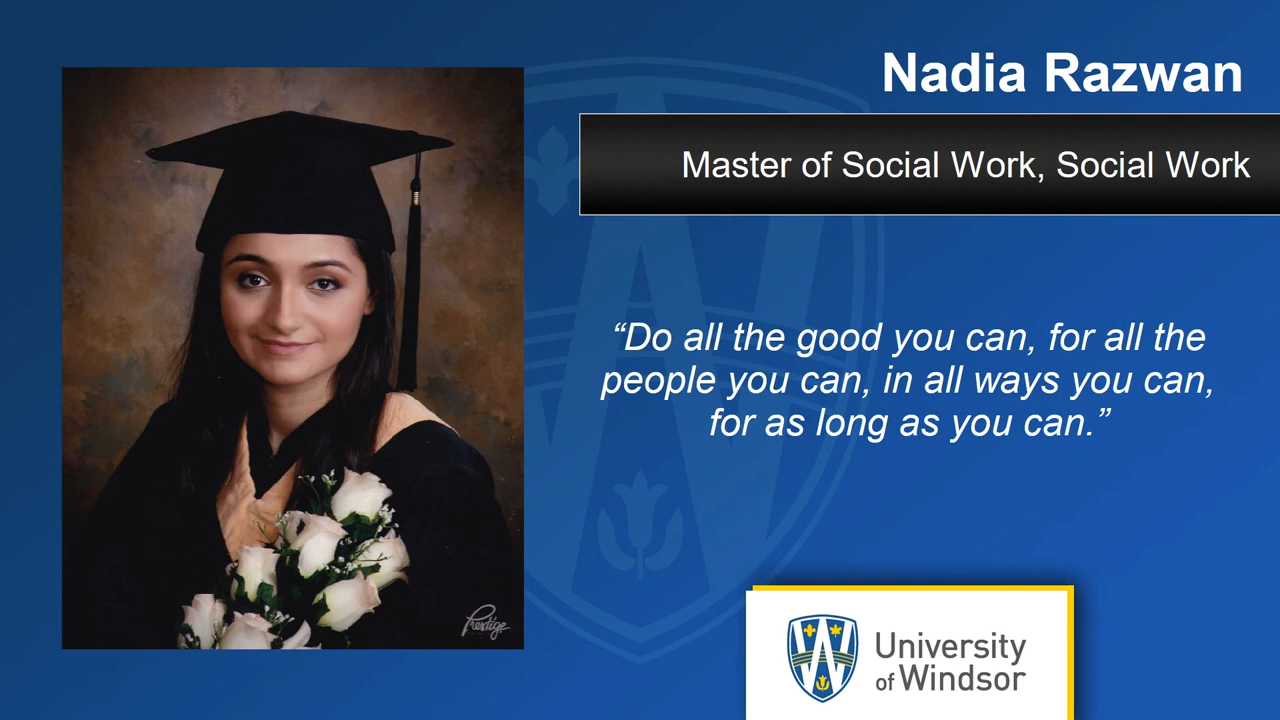 Nadia Razwan
Master of Social Work, Social Work
“Do all the good you can, for all the
people you can, in all ways you can,
for as long as you can.”
Prestige
University
of Windsor